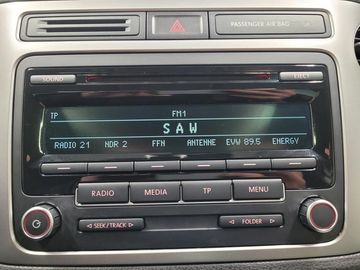 PASSENGER AIR BAG
SOUND
EJECT
TP FM1
SAW
RADIO 21 NDR 2 FFN ANTENNE EVW 89.5 ENERGY
RADIO MEDIA TP MENU
SEEK / TRACK FOLDER